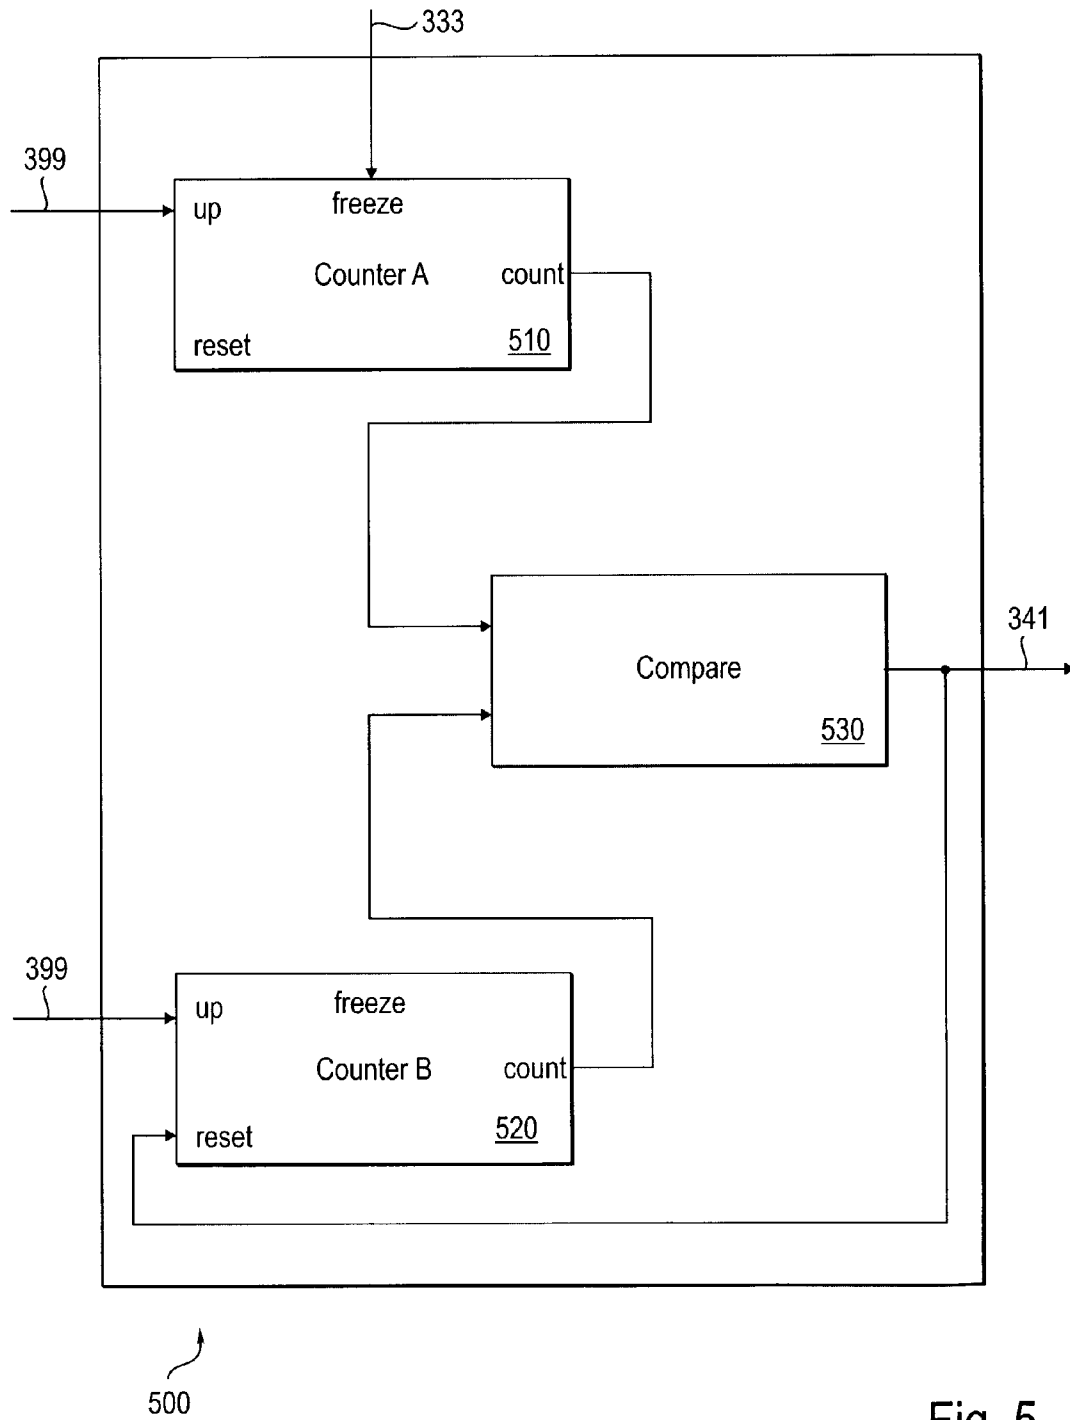 333
399
up
freeze
Counter A
count
reset
510
341
Compare
530
399
up
freeze
Counter B
count
reset
520
500
Fig. 5